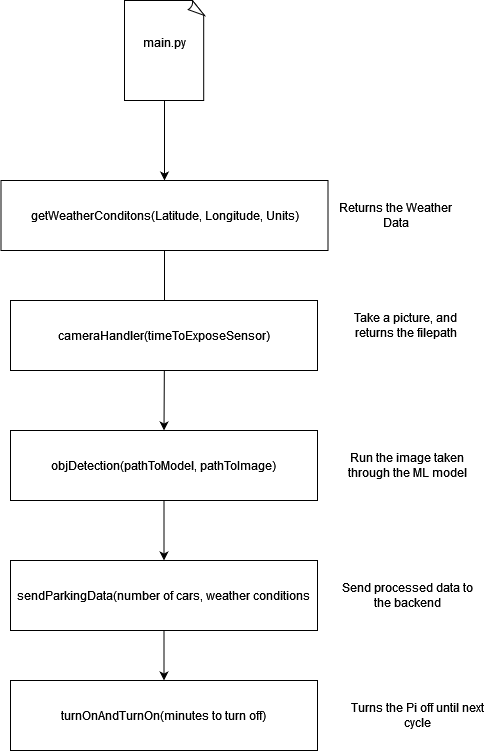 main.py
getWeatherConditons(Latitude, Longitude, Units)
Returns the Weather
Data
cameraHandler(timeToExposeSensor)
Take a picture, and
returns the filepath
objDetection(pathToModel, pathToImage)
Run the image taken
through the ML model
sendParkingData(number of cars, weather conditions
Send processed data to
the backend
turnOnAndTurnOn(minutes to turn off)
Turns the Pi off until next
cycle